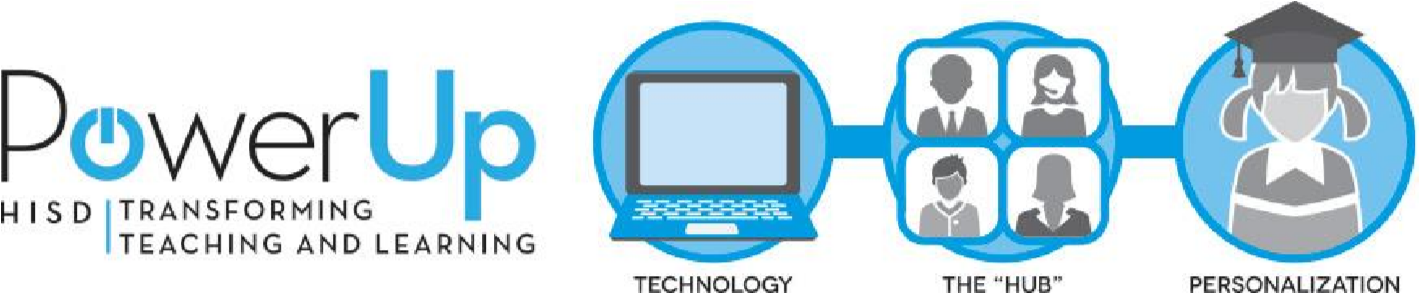 PowerUp
HISD
TRANSFORMING
TEACHING AND LEARNING
TECHNOLOGY
THE “HUB”
PERSONALIZATION